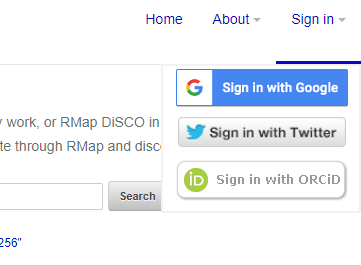 Home About Sign in
Sign in with Google
y work, or RMap DiSCO in
Sign in with Twitter
te through RMap and disc
Sign in with ORCiD
Search
256"